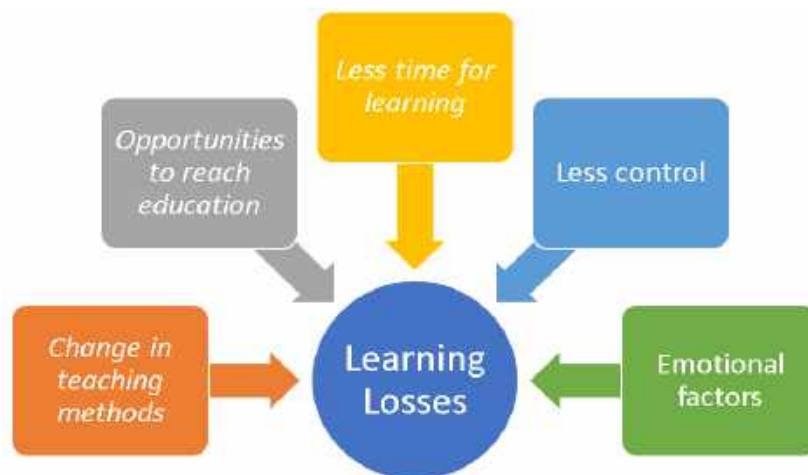 Less time for
learning
Opportunities
to reach
education
Less control
Change in
teaching
methods
Learning
Losses
Emotional
factors